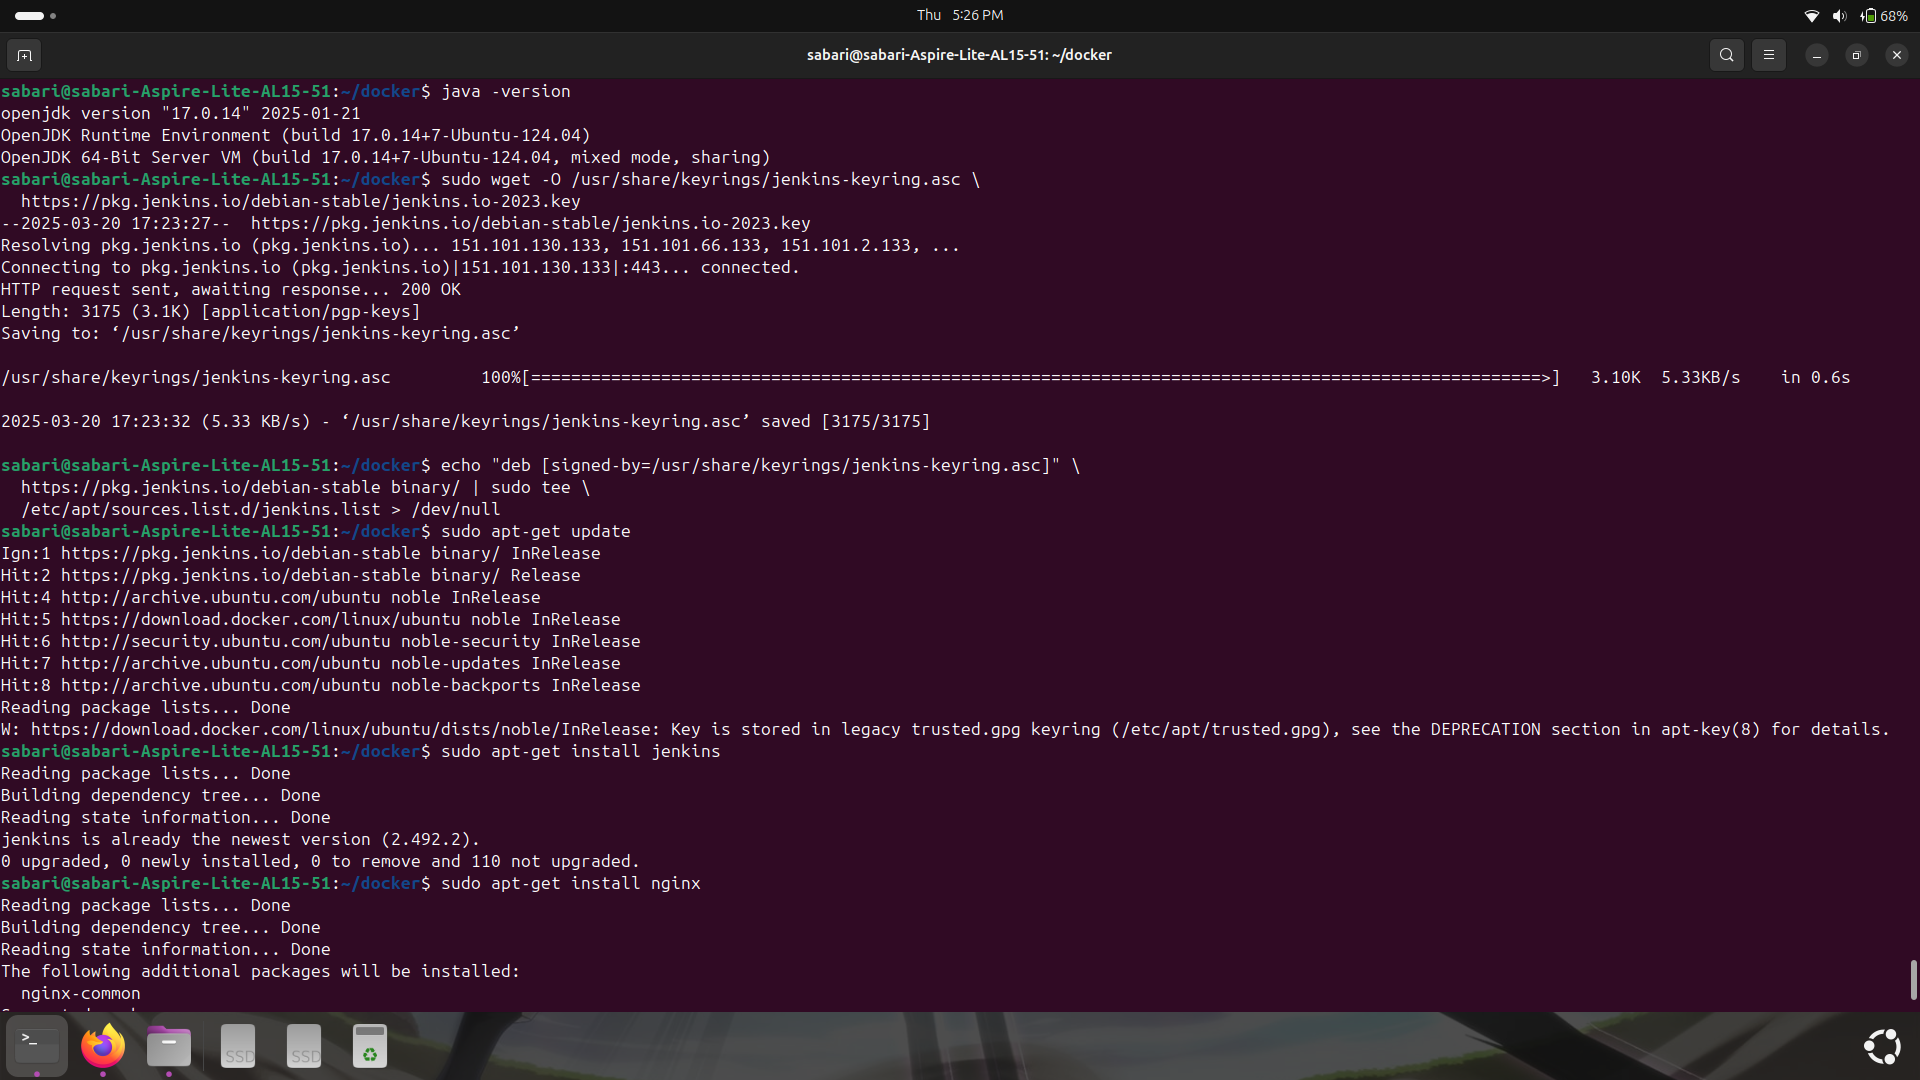 Thu 5:26 PM
68%
sabari@sabari-Aspire-Lite-AL15-51: ~/docker
sabari@sabari-Aspire-Lite-AL15-51:~/docker$ java -version
openjdk version "17.0.14" 2025-01-21
OpenJDK Runtime Environment (build 17.0.14+7-Ubuntu-124.04)
OpenJDK 64-Bit Server VM (build 17.0.14+7-Ubuntu-124.04, mixed mode, sharing)
sabari@sabari-Aspire-Lite-AL15-51:~/docker$ sudo wget -O /usr/share/keyrings/jenkins-keyring.asc \
  https://pkg.jenkins.io/debian-stable/jenkins.io-2023.key
--2025-03-20 17:23:27--  https://pkg.jenkins.io/debian-stable/jenkins.io-2023.key
Resolving pkg.jenkins.io (pkg.jenkins.io)... 151.101.130.133, 151.101.66.133, 151.101.2.133, ...
Connecting to pkg.jenkins.io (pkg.jenkins.io)|151.101.130.133|:443... connected.
HTTP request sent, awaiting response... 200 OK
Length: 3175 (3.1K) [application/pgp-keys]
Saving to: ‘/usr/share/keyrings/jenkins-keyring.asc’
/usr/share/keyrings/jenkins-keyring.asc         100%[=====================================================================================================>]   3.10K  5.33KB/s    in 0.6s
2025-03-20 17:23:32 (5.33 KB/s) - ‘/usr/share/keyrings/jenkins-keyring.asc’ saved [3175/3175]
sabari@sabari-Aspire-Lite-AL15-51:~/docker$ echo "deb [signed-by=/usr/share/keyrings/jenkins-keyring.asc]" \
  https://pkg.jenkins.io/debian-stable binary/ | sudo tee \
  /etc/apt/sources.list.d/jenkins.list > /dev/null
sabari@sabari-Aspire-Lite-AL15-51:~/docker$ sudo apt-get update
Ign:1 https://pkg.jenkins.io/debian-stable binary/ InRelease
Hit:2 https://pkg.jenkins.io/debian-stable binary/ Release
Hit:4 http://archive.ubuntu.com/ubuntu noble InRelease
Hit:5 https://download.docker.com/linux/ubuntu noble InRelease
Hit:6 http://security.ubuntu.com/ubuntu noble-security InRelease
Hit:7 http://archive.ubuntu.com/ubuntu noble-updates InRelease
Hit:8 http://archive.ubuntu.com/ubuntu noble-backports InRelease
Reading package lists... Done
W: https://download.docker.com/linux/ubuntu/dists/noble/InRelease: Key is stored in legacy trusted.gpg keyring (/etc/apt/trusted.gpg), see the DEPRECATION section in apt-key(8) for details.
sabari@sabari-Aspire-Lite-AL15-51:~/docker$ sudo apt-get install jenkins
Reading package lists... Done
Building dependency tree... Done
Reading state information... Done
jenkins is already the newest version (2.492.2).
0 upgraded, 0 newly installed, 0 to remove and 110 not upgraded.
sabari@sabari-Aspire-Lite-AL15-51:~/docker$ sudo apt-get install nginx
Reading package lists... Done
Building dependency tree... Done
Reading state information... Done
The following additional packages will be installed:
  nginx-common
>_
SSD
SSD